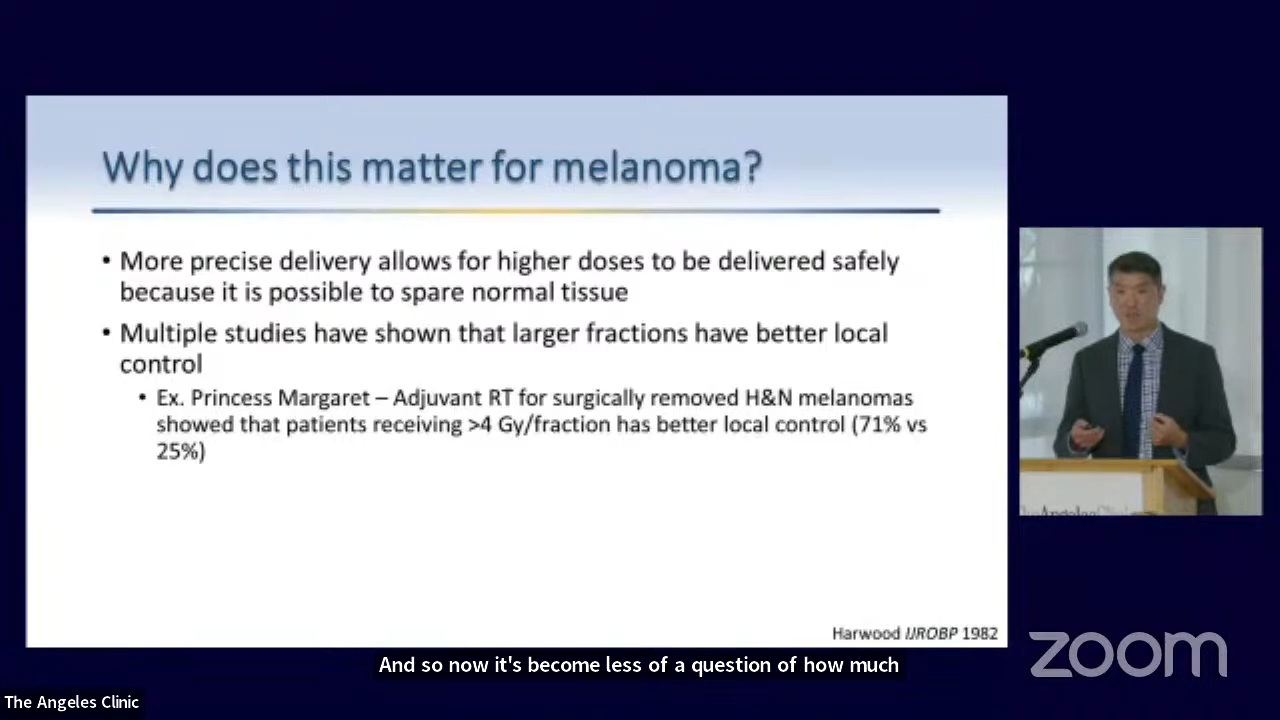 Why does this matter for melanoma?
• More precise delivery allows for higher doses to be delivered safely
because it is possible to spare normal tissue
• Multiple studies have shown that larger fractions have better local
control
• Ex. Princess Margaret – Adjuvant RT for surgically removed H&N melanomas
showed that patients receiving >4 Gy/fraction has better local control (71% vs
25%)
Harwood IJROBP 1982
And so now it's become less of a question of how much
The Angeles Clinic
zoom